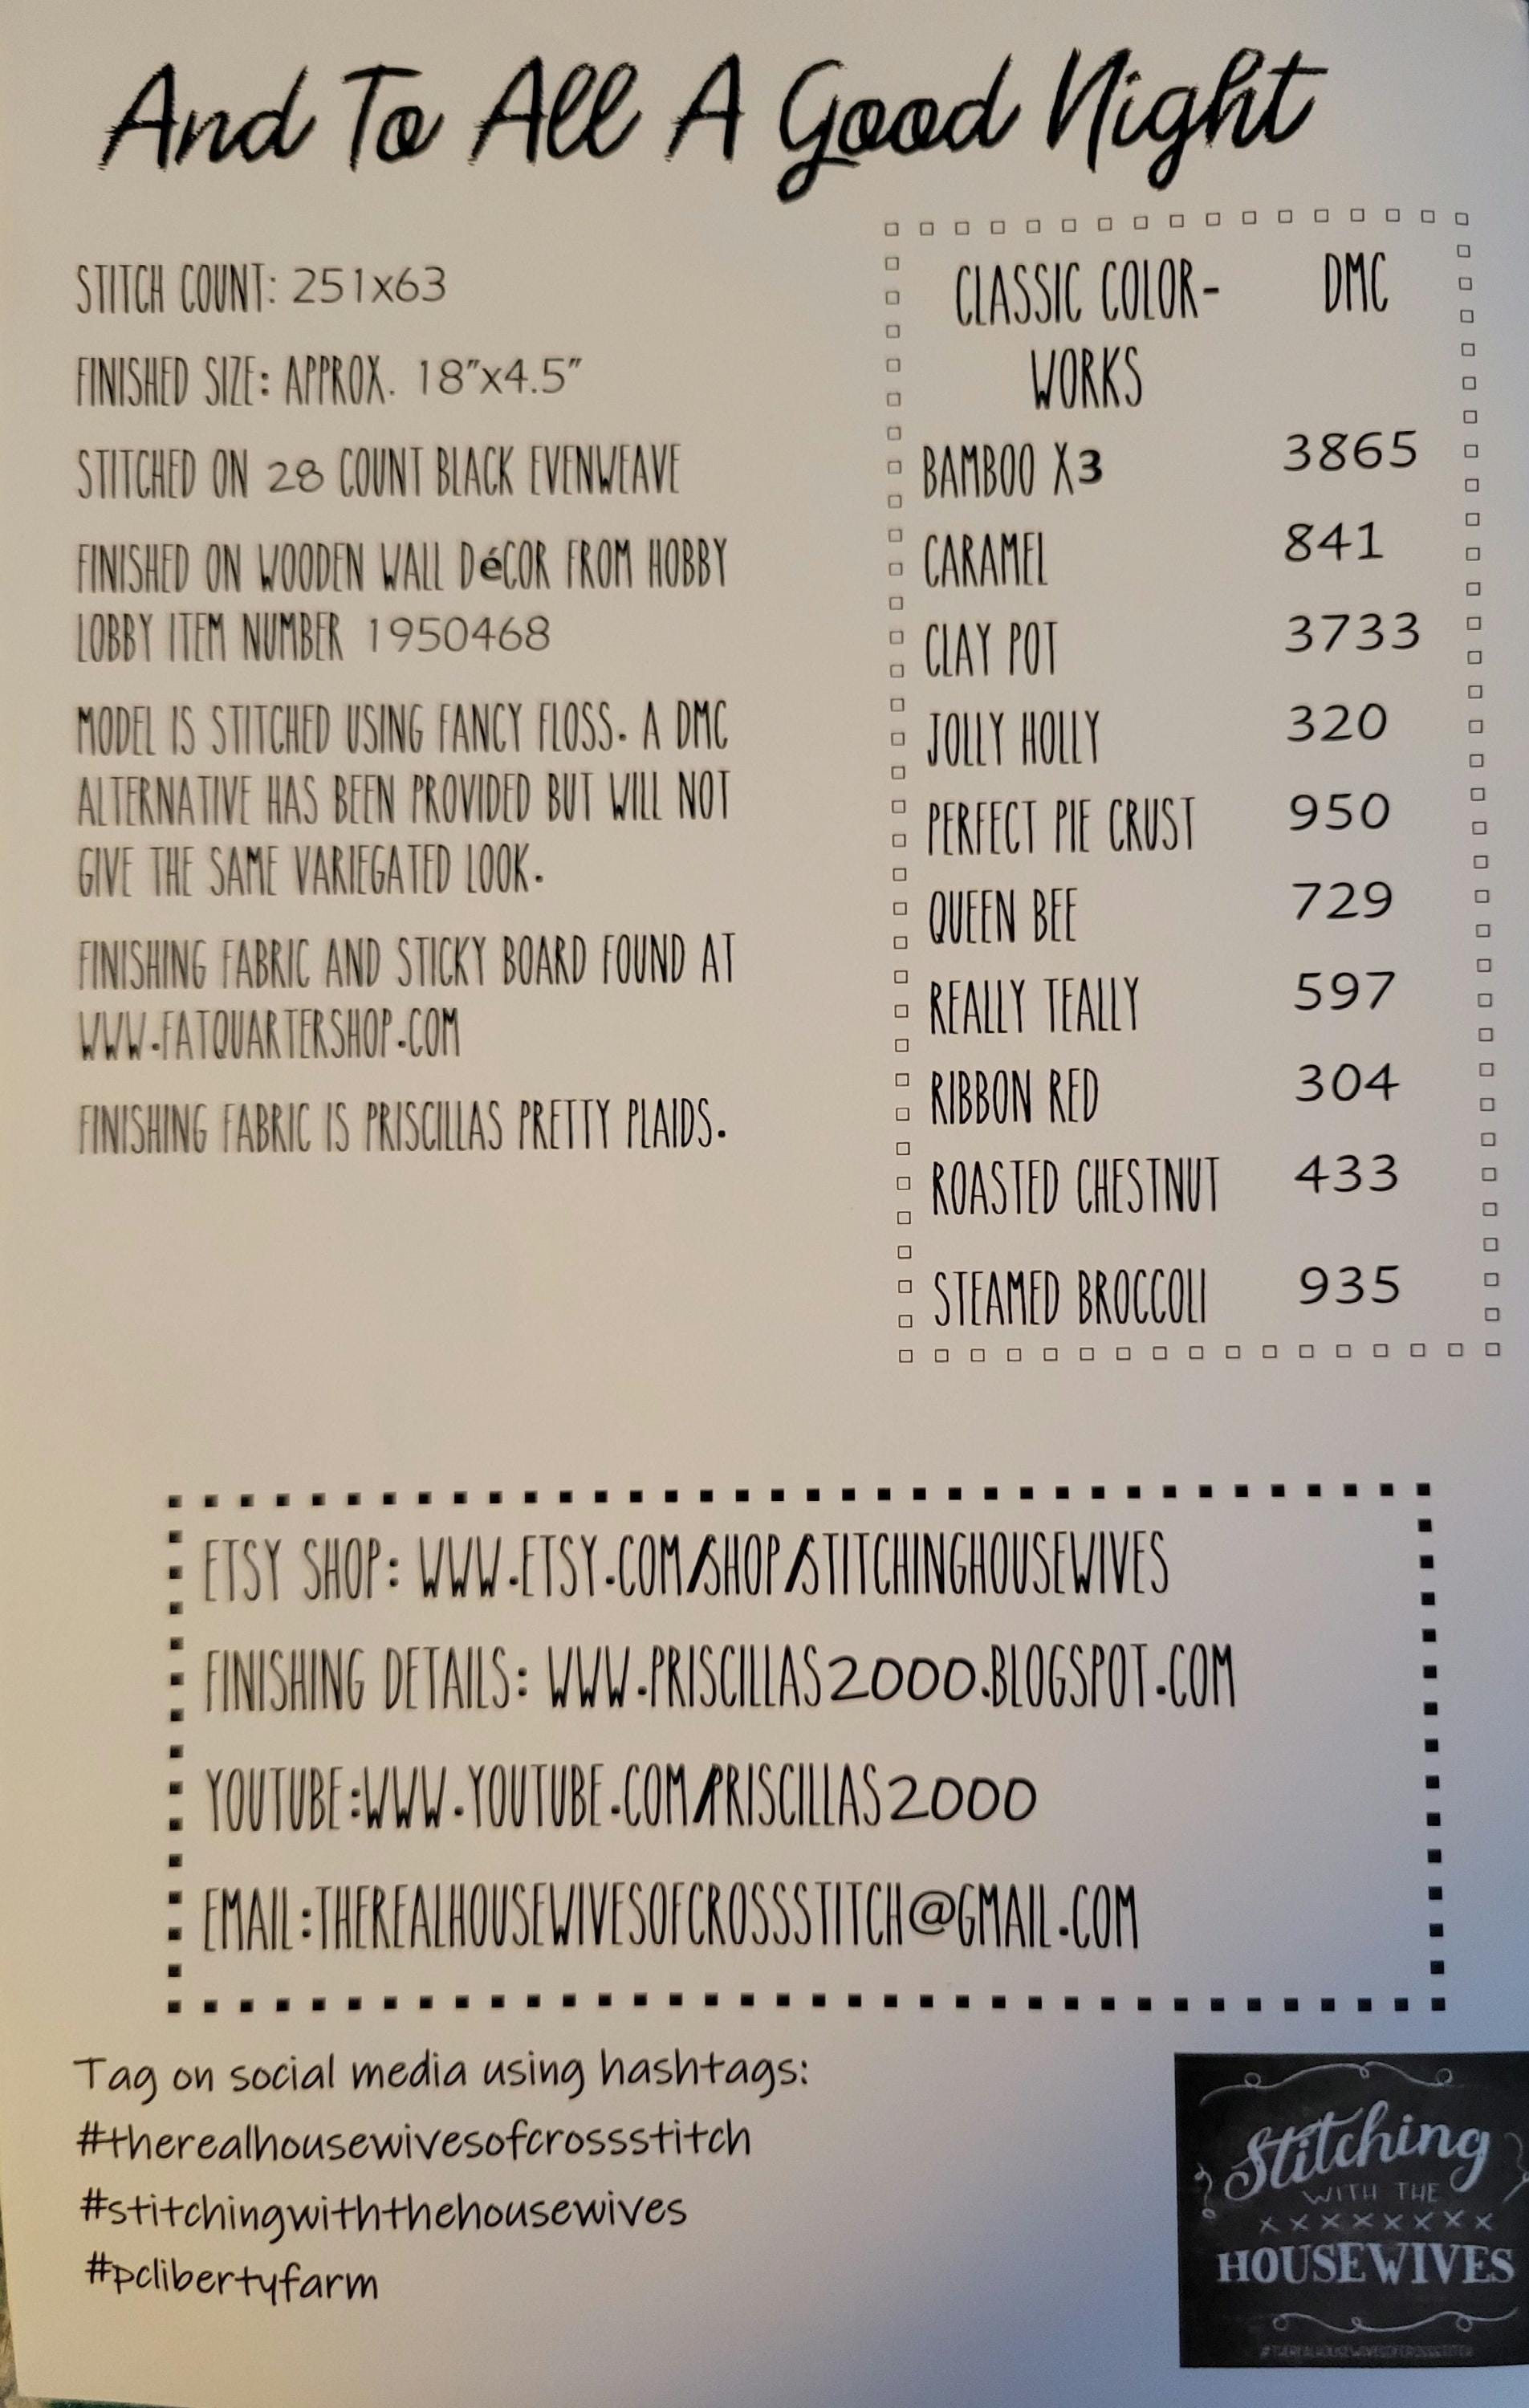 And To All A Good Night
STITCH COUNT: 251x63
FINISHED SIZE: APPROX. 18"x4.5"
STITCHED ON 28 COUNT BLACK EVENWEAVE
FINISHED ON WOODEN WALL DéCOR FROM HOBBY
LOBBY ITEM NUMBER 1950468
MODEL IS STITCHED USING FANCY FLOSS. A DMC
ALTERNATIVE HAS BEEN PROVIDED BUT WILL NOT
GIVE THE SAME VARIEGATED LOOK.
FINISHING FABRIC AND STICKY BOARD FOUND AT
WWW.FATQUARTERSHOP.COM
FINISHING FABRIC IS PRISCILLAS PRETTY PLAIDS.
CLASSIC COLOR- DMC
WORKS
BAMBOO X3 3865
CARAMEL 841
CLAY POT 3733
JOLLY HOLLY 320
PERFECT PIE CRUST 950
QUEEN BEE 729
REALLY TEALLY 597
RIBBON RED 304
ROASTED CHESTNUT 433
STEAMED BROCCOLI 935
ETSY SHOP: WWW.ETSY.COM/SHOP/STITCHINGHOUSEWIVES
FINISHING DETAILS: WWW.PRISCILLAS2000.BLOGSPOT.COM
YOUTUBE:WWW.YOUTUBE.COM/PRISCILLAS2000
EMAIL:THEREALHOUSEWIVESOFCROSSSTITCH@GMAIL.COM
Tag on social media using hashtags:
#therealhousewivesofcrossstitch
#stitchingwiththehousewives
#pclibertyfarm
Stitching
WITH THE
XXXXXXXX
HOUSEWIVES
#THEREALHOUSEWIVESOFCROSSSTITCH